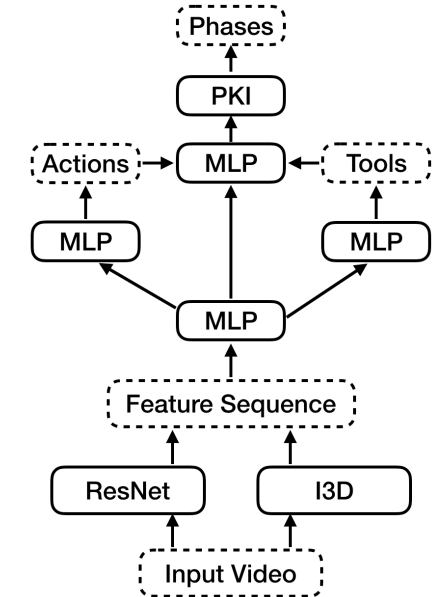 Phases
PKI
Actions
MLP
Tools
MLP
MLP
MLP
Feature Sequence
ResNet
I3D
Input Video